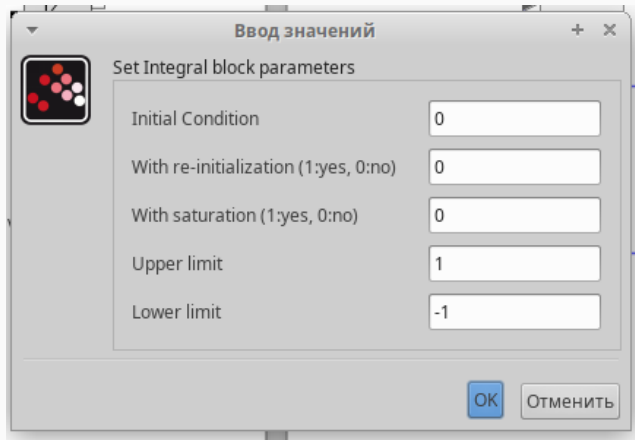 Ввод значений
Set Integral block parameters
Initial Condition 0
With re-initialization (1:yes, 0:no) 0
With saturation (1:yes, 0:no) 0
Upper limit 1
Lower limit -1
OK Отменить